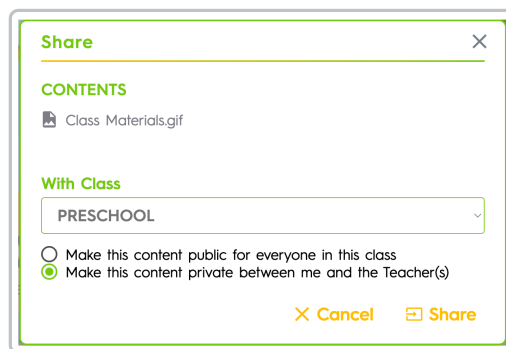 Share
CONTENTS
Class Materials.gif
With Class
PRESCHOOL
Make this content public for everyone in this class
Make this content private between me and the Teacher(s)
Cancel
Share